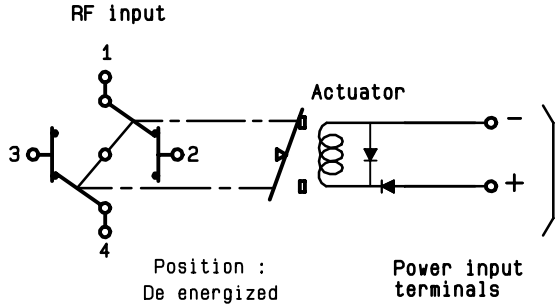 RF input
1
Actuator
−
3
2
+
4
Position :
De energized
Power input
terminals